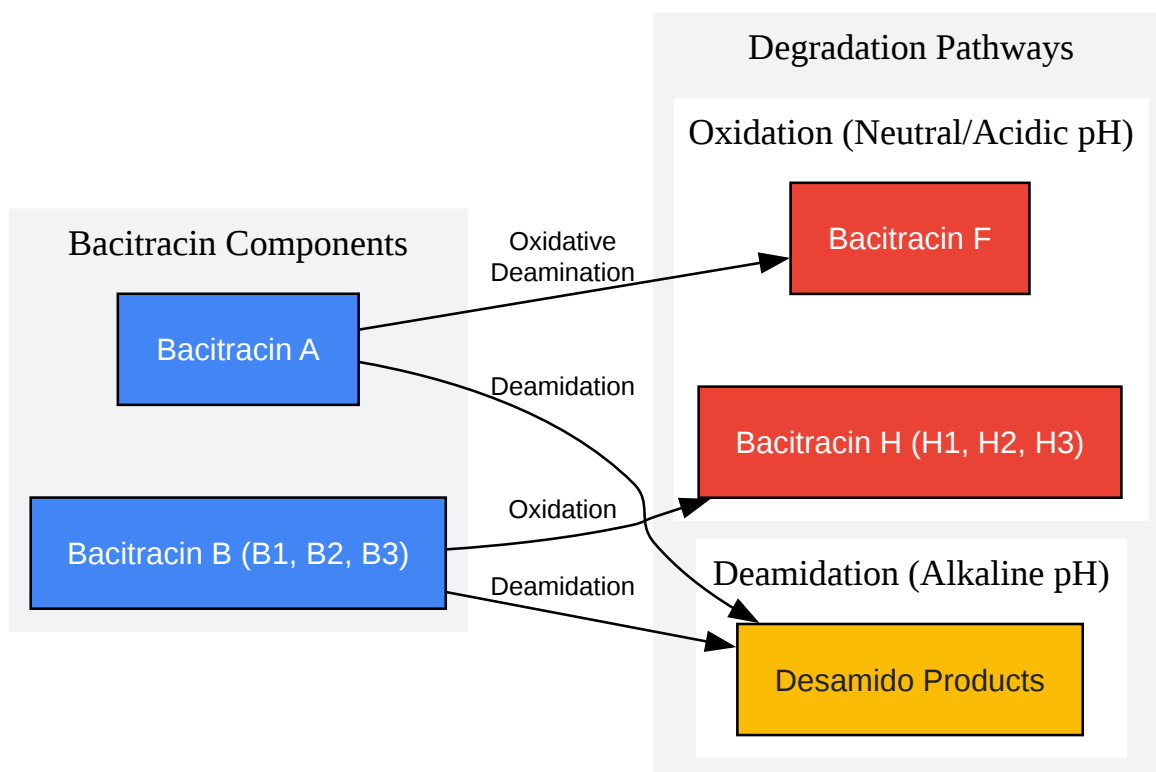 Degradation Pathways
Oxidation (Neutral/Acidic pH)
Bacitracin F
Bacitracin H (H1, H2, H3)
Deamidation (Alkaline pH)
Desamido Products
Bacitracin Components
Bacitracin A
Bacitracin B (B1, B2, B3)
Oxidative
Deamination
Deamidation
Oxidation
Deamidation